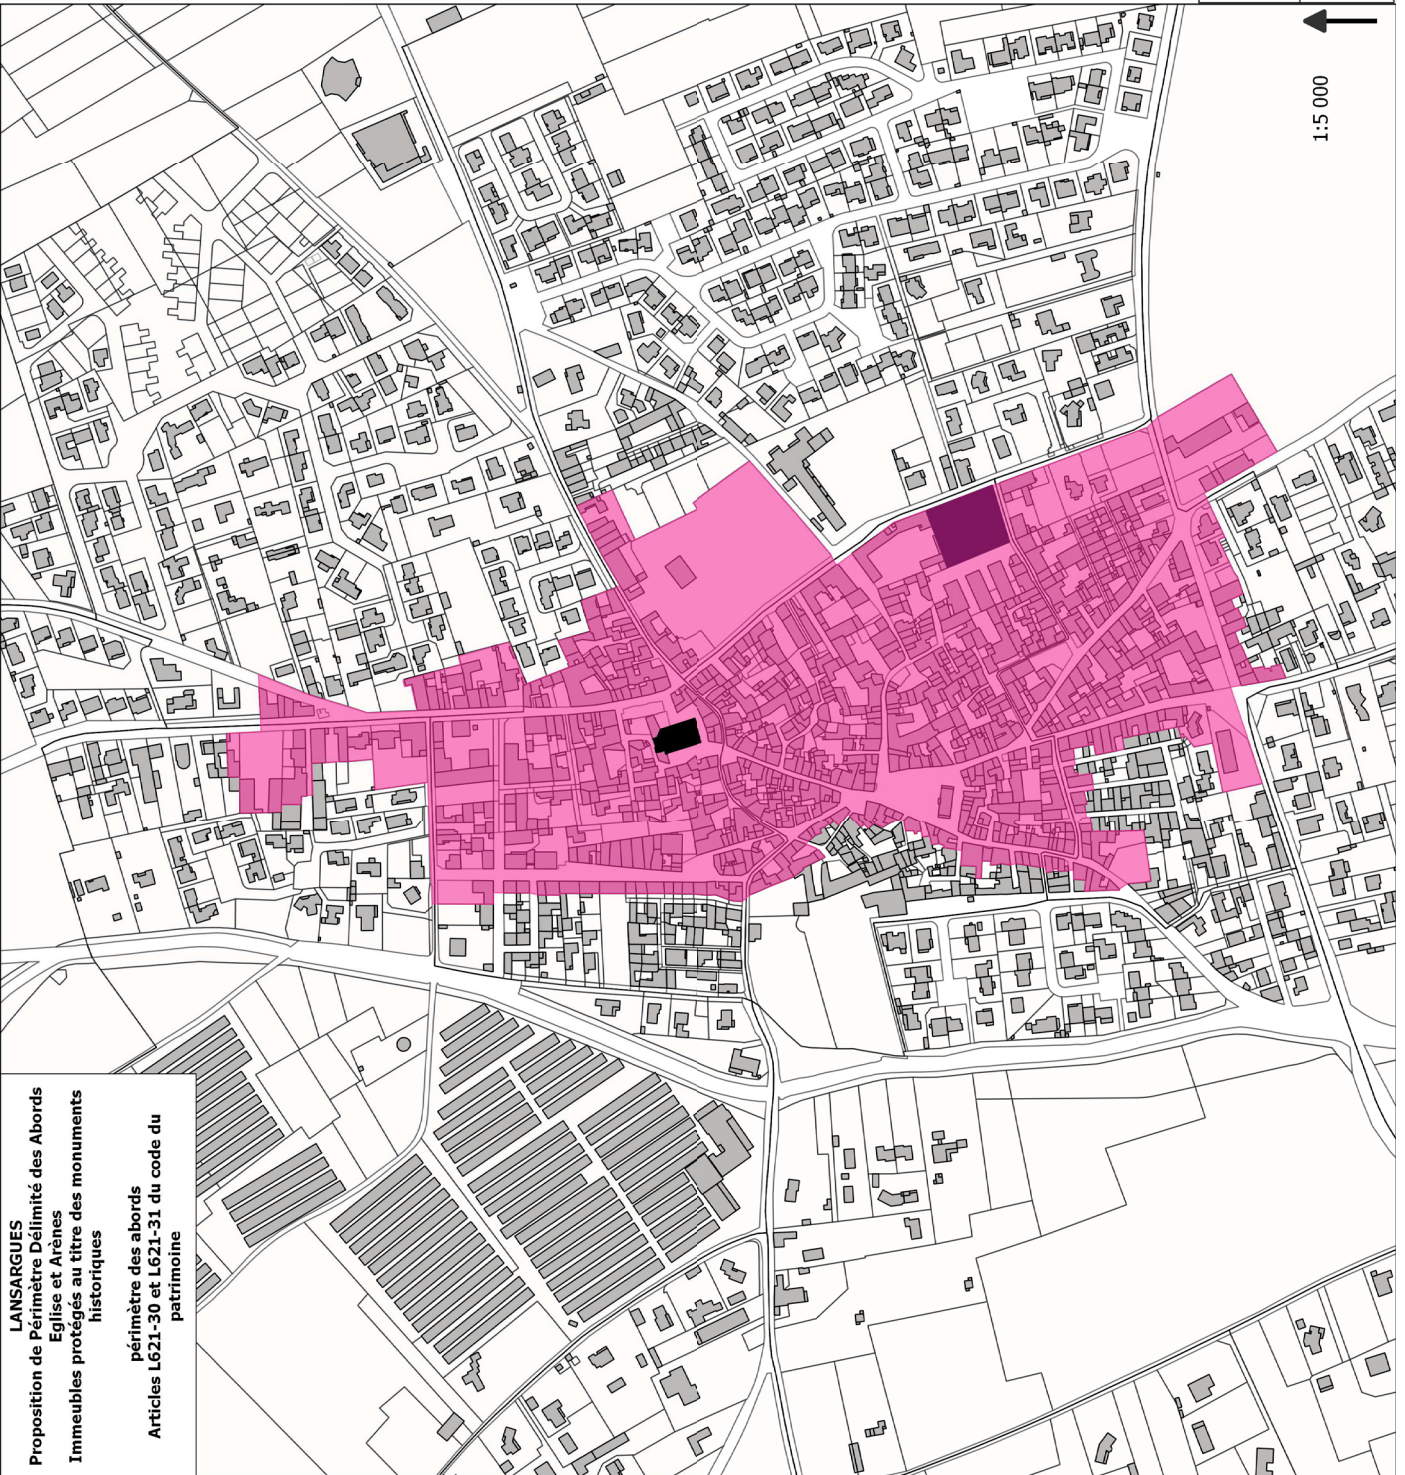 LANSARGUES
Proposition de Périmètre Délimité des Abords
Eglise et Arènes
Immeubles protégés au titre des monuments
historiques
périmètre des abords
Articles L621-30 et L621-31 du code du
patrimoine
1:5 000